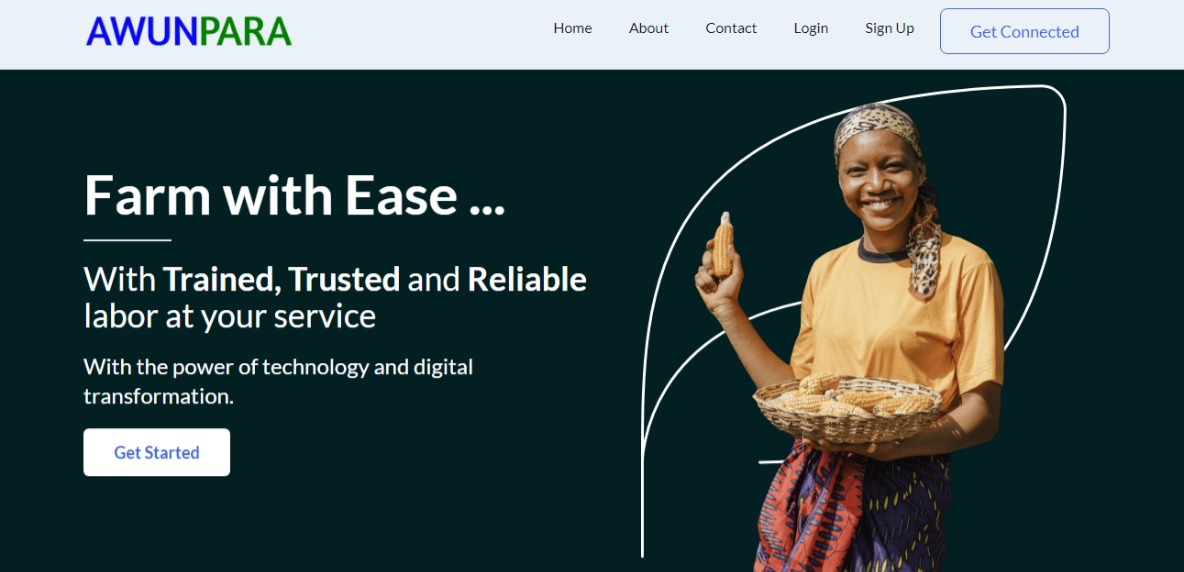 AWUNPARA
Home
About
Contact
Login
Sign Up
Get Connected
Farm with Ease ...
With Trained, Trusted and Reliable
labor at your service
With the power of technology and digital
transformation.
Get Started